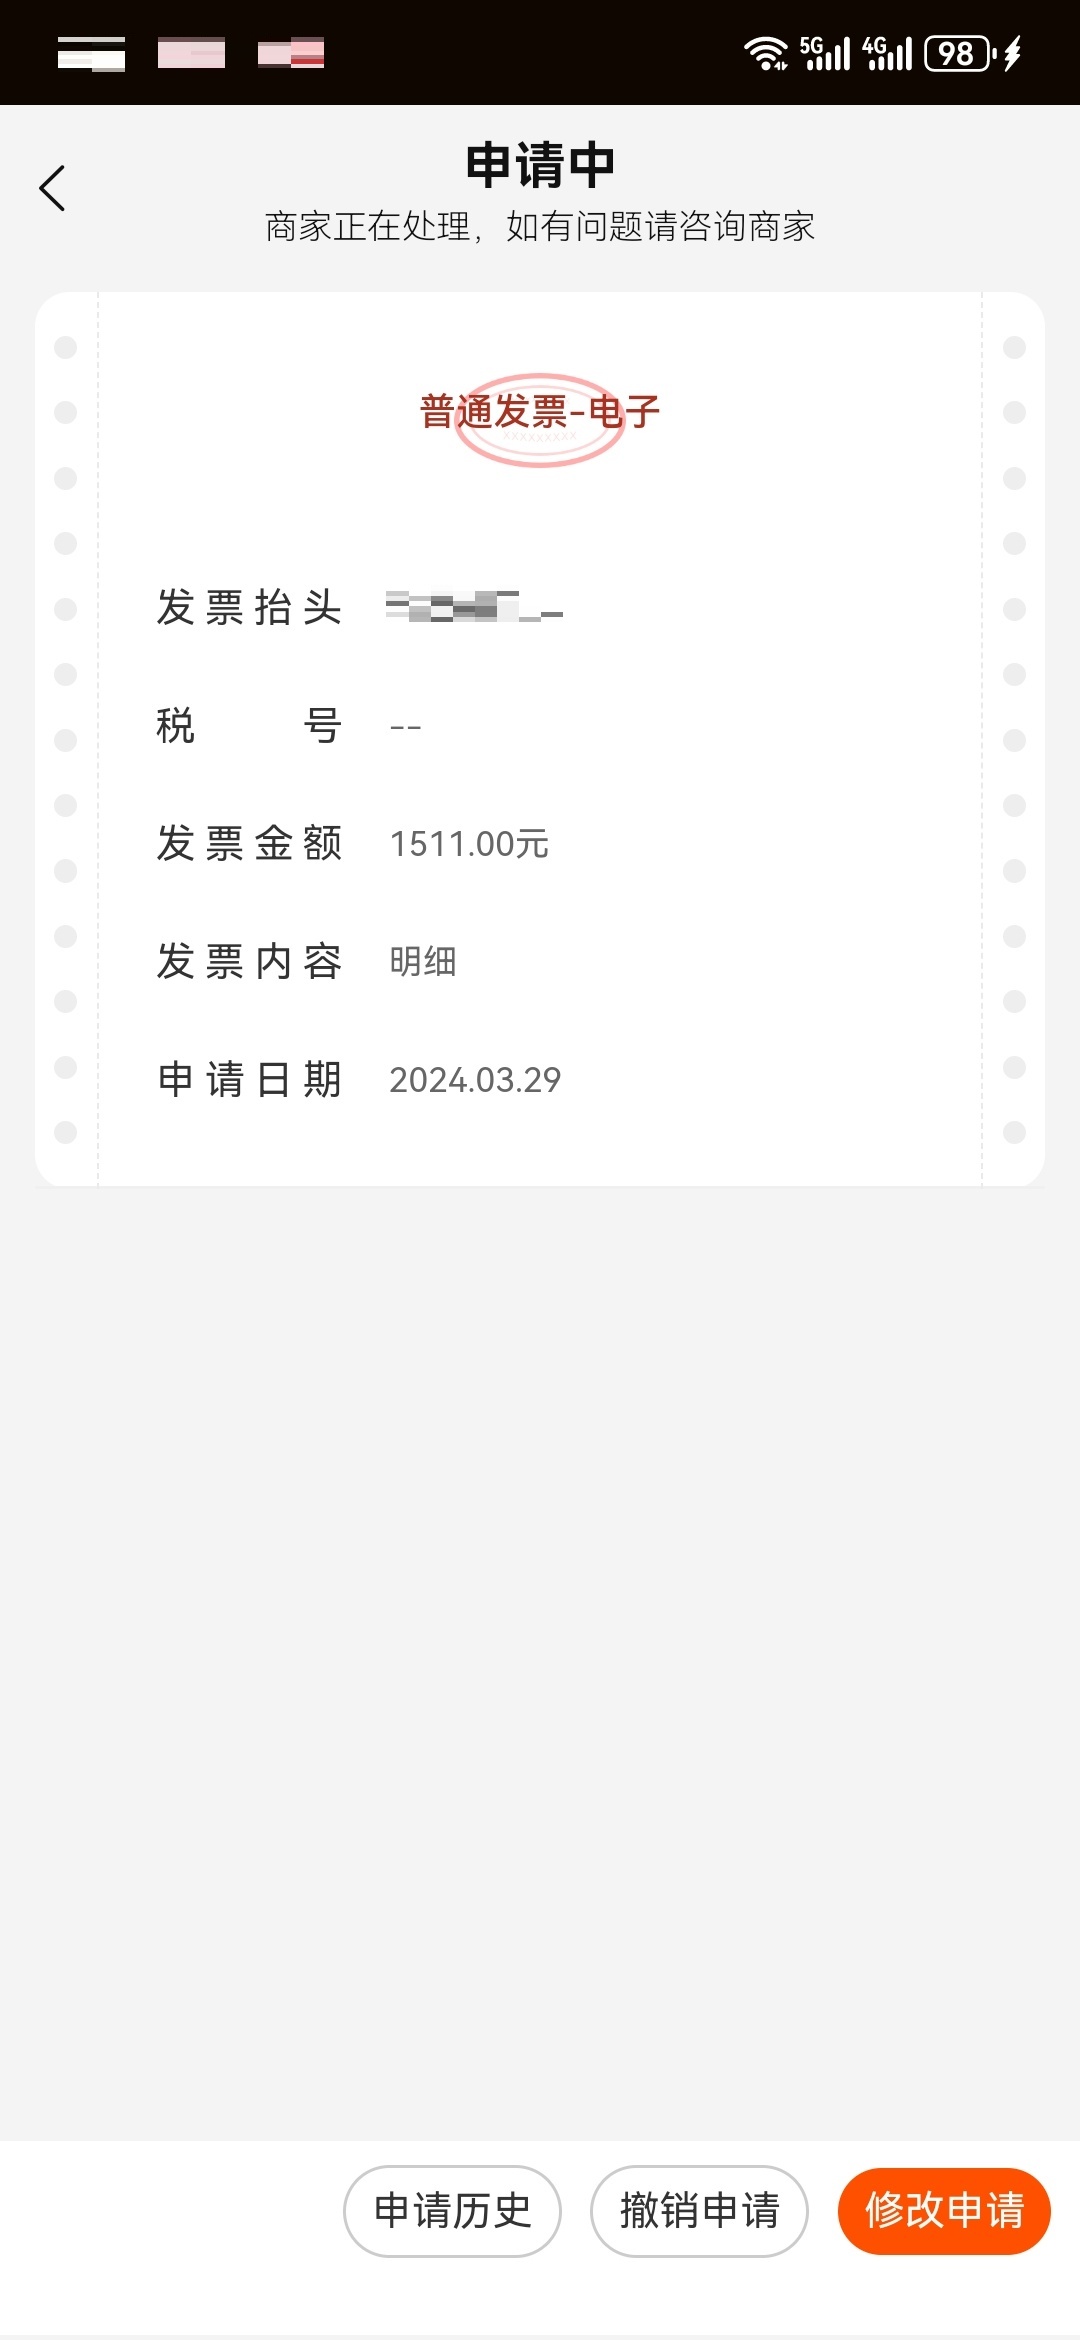 5G 4G 98
申请中
商家正在处理，如有问题请咨询商家
普通发票-电子
XXXXXXXXX
发票抬头
税号 --
发票金额 1511.00元
发票内容 明细
申请日期 2024.03.29
申请历史 撤销申请 修改申请